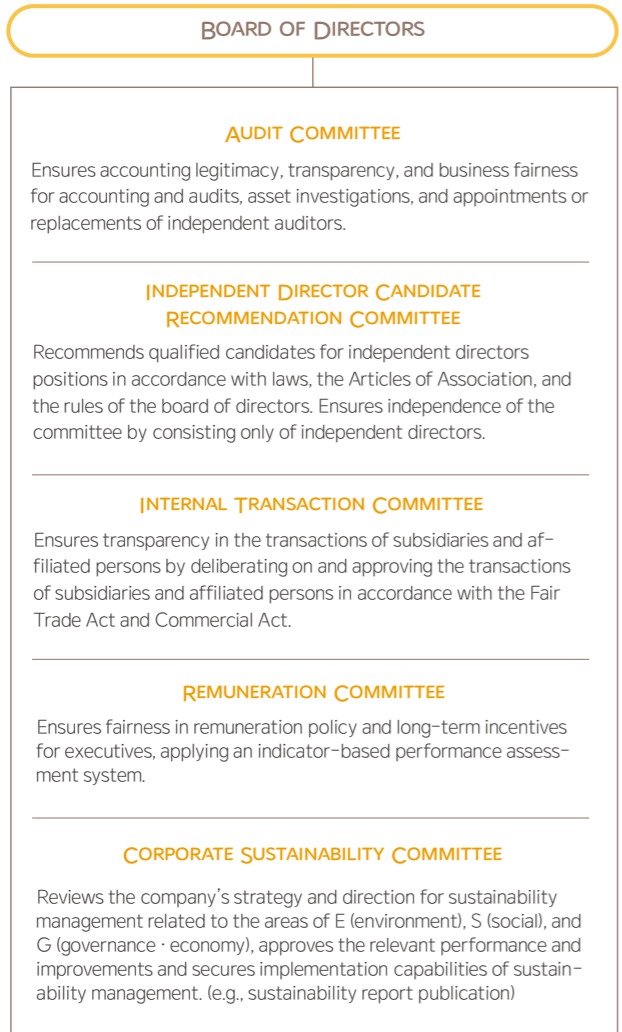 BOARD OF DIRECTORS
AUDIT COMMITTEE
Ensures accounting legitimacy, transparency, and business fairness
for accounting and audits, asset investigations, and appointments or
replacements of independent auditors.
INDEPENDENT DIRECTOR CANDIDATE
RECOMMENDATION COMMITTEE
Recommends qualified candidates for independent directors
positions in accordance with laws, the Articles of Association, and
the rules of the board of directors. Ensures independence of the
committee by consisting only of independent directors.
INTERNAL TRANSACTION COMMITTEE
Ensures transparency in the transactions of subsidiaries and af-
filiated persons by deliberating on and approving the transactions
of subsidiaries and affiliated persons in accordance with the Fair
Trade Act and Commercial Act.
REMUNERATION COMMITTEE
Ensures fairness in remuneration policy and long-term incentives
for executives, applying an indicator-based performance assess-
ment system.
CORPORATE SUSTAINABILITY COMMITTEE
Reviews the company's strategy and direction for sustainability
management related to the areas of E (environment), S (social), and
G (governance · economy), approves the relevant performance and
improvements and secures implementation capabilities of sustain-
ability management. (e.g., sustainability report publication)